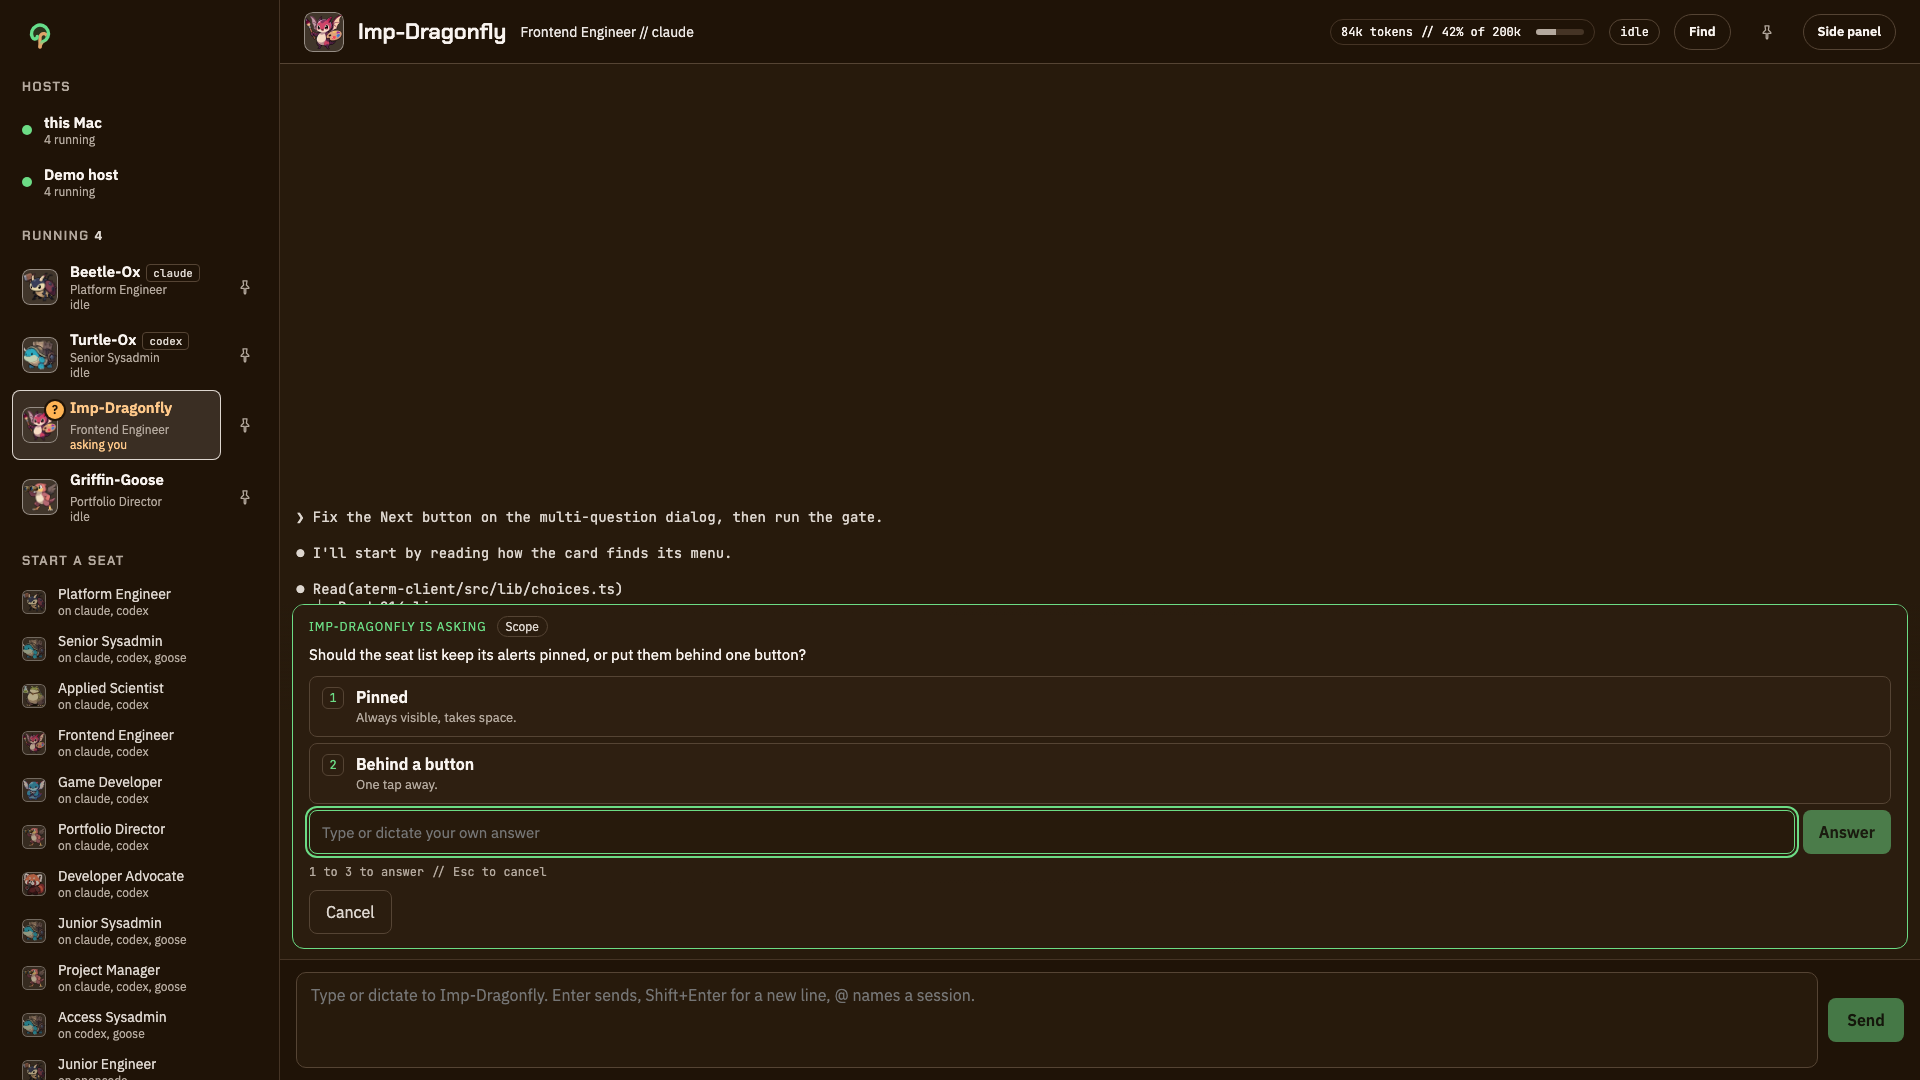 Imp-Dragonfly
Frontend Engineer // claude
84k tokens // 42% of 200k
idle
Find
Side panel
HOSTS
this Mac
4 running
Demo host
4 running
RUNNING 4
Beetle-Ox claude
Platform Engineer
idle
Turtle-Ox codex
Senior Sysadmin
idle
?
Imp-Dragonfly
Frontend Engineer
asking you
Griffin-Goose
Portfolio Director
idle
START A SEAT
Platform Engineer
on claude, codex
Senior Sysadmin
on claude, codex, goose
Applied Scientist
on claude, codex
Frontend Engineer
on claude, codex
Game Developer
on claude, codex
Portfolio Director
on claude, codex
Developer Advocate
on claude, codex
Junior Sysadmin
on claude, codex, goose
Project Manager
on claude, codex, goose
Access Sysadmin
on codex, goose
Junior Engineer
❯ Fix the Next button on the multi-question dialog, then run the gate.
● I'll start by reading how the card finds its menu.
● Read(aterm-client/src/lib/choices.ts)
IMP-DRAGONFLY IS ASKING Scope
Should the seat list keep its alerts pinned, or put them behind one button?
1 Pinned
Always visible, takes space.
2 Behind a button
One tap away.
Type or dictate your own answer
Answer
1 to 3 to answer // Esc to cancel
Cancel
Type or dictate to Imp-Dragonfly. Enter sends, Shift+Enter for a new line, @ names a session.
Send